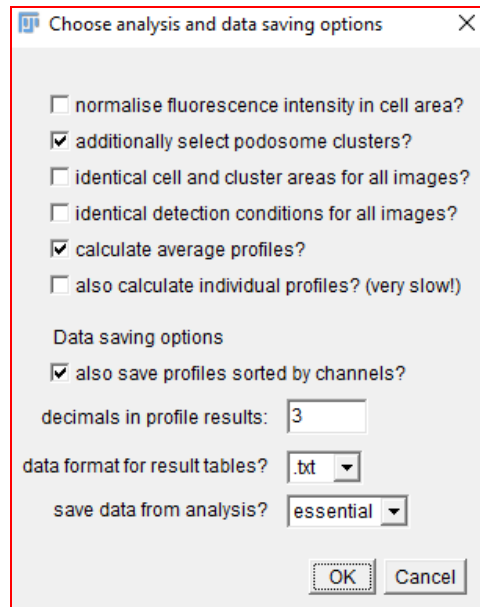 Choose analysis and data saving options
normalise fluorescence intensity in cell area?
additionally select podosome clusters?
identical cell and cluster areas for all images?
identical detection conditions for all images?
calculate average profiles?
also calculate individual profiles? (very slow!)
Data saving options
also save profiles sorted by channels?
decimals in profile results: 3
data format for result tables? .txt
save data from analysis? essential
OK Cancel